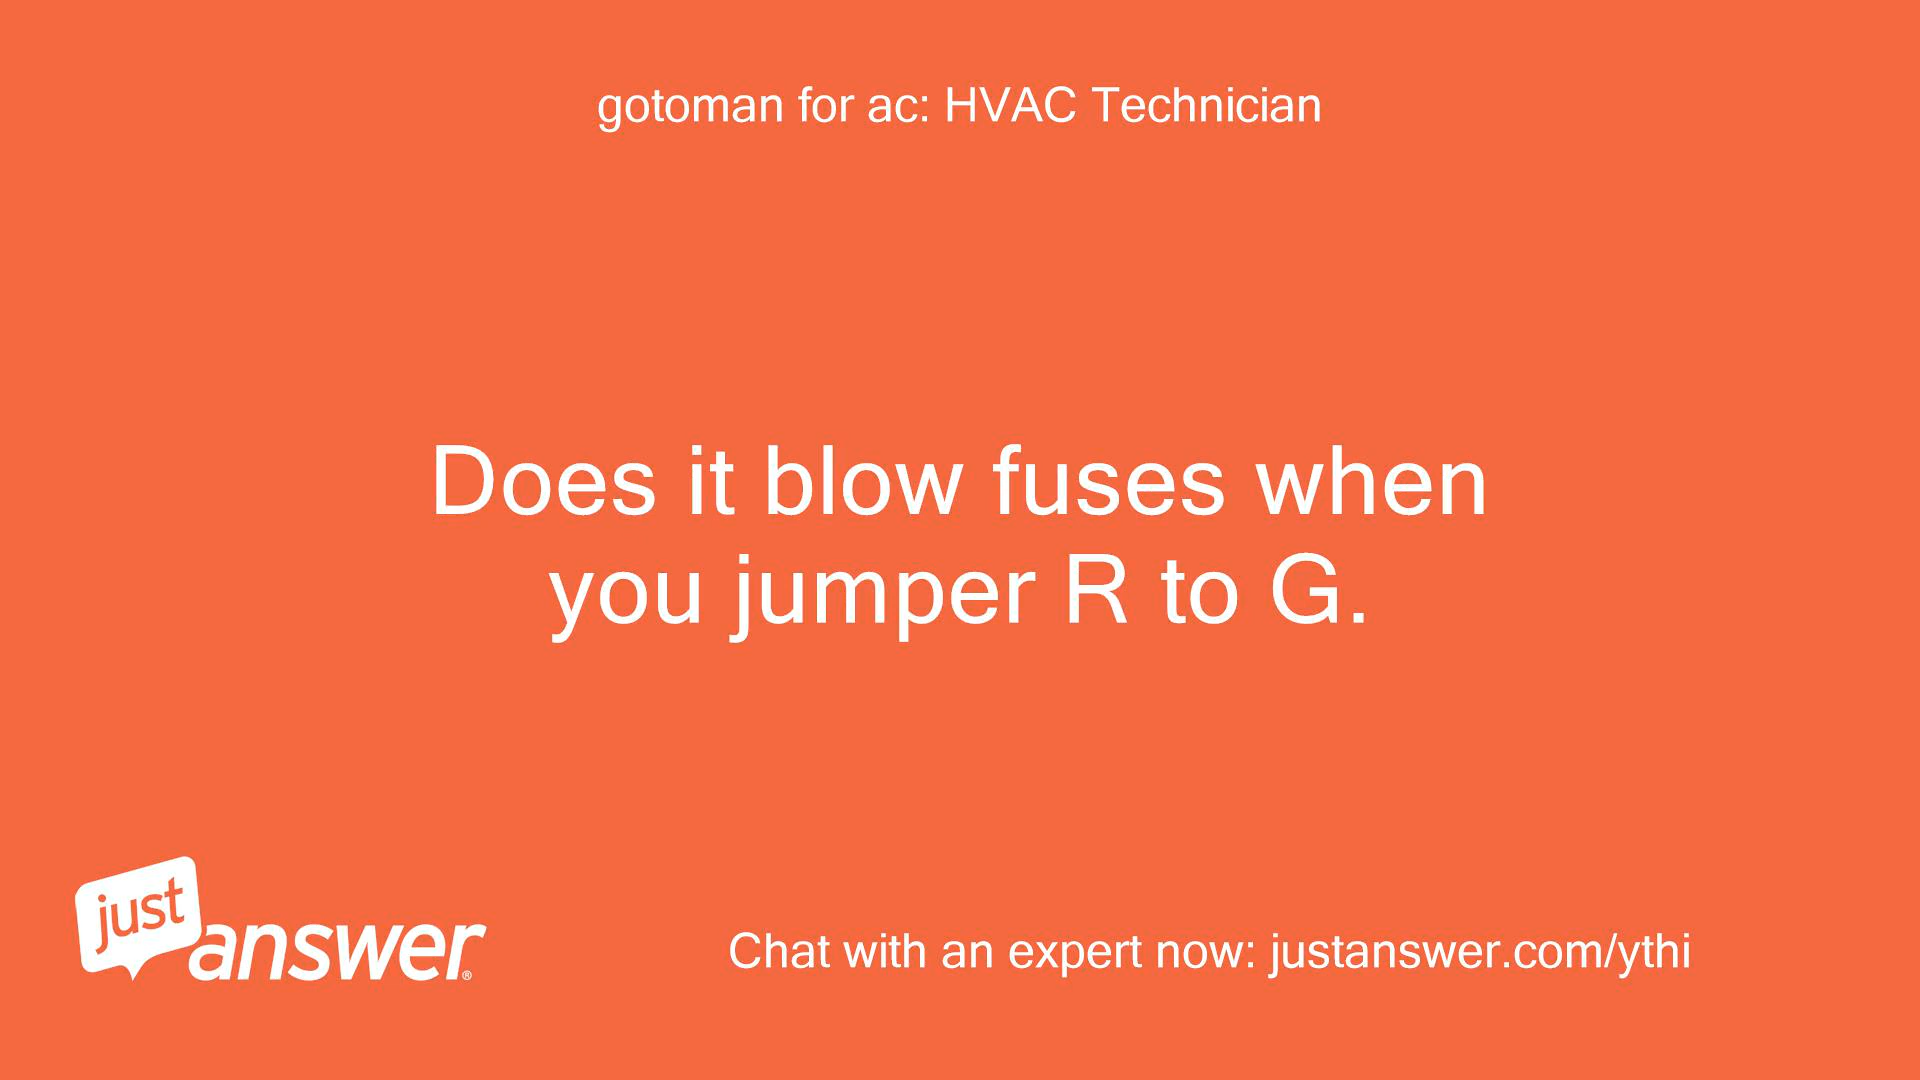 gotoman for ac: HVAC Technician
Does it blow fuses when
you jumper R to G.
just
answer®
Chat with an expert now: justanswer.com/ythi